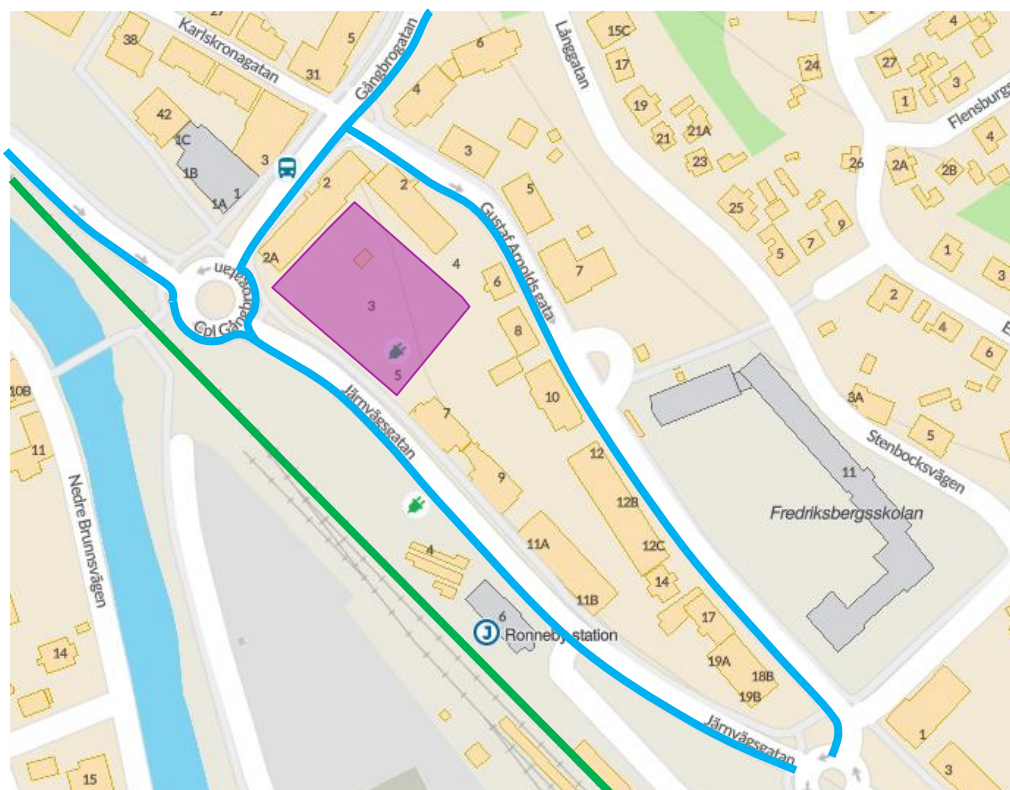 Karlskronagatan
27
38
31
5
Gångbrogatan
6
4
Långgatan
15C
17
24
19
21
21A
23
1
4
27
1
3
Flensburgs
4
26
2A
2B
42
1C
1B
1A
1
3
2
2
3
5
25
9
7
5
1
3
2A
Gångbrogatan
Cpl Gångbrogatan
Gustaf Arnolds gata
4
6
7
3
8
2
4
6
10B
11
Järnvägsgatan
5
7
10
3A
5
Stenbocksvägen
9
12
12B
12C
11
Fredriksbergsskolan
Nedre Brunnsvägen
11A
11B
4
14
6
J
Ronneby station
17
19A
18B
19B
14
Järnvägsgatan
1
3
15